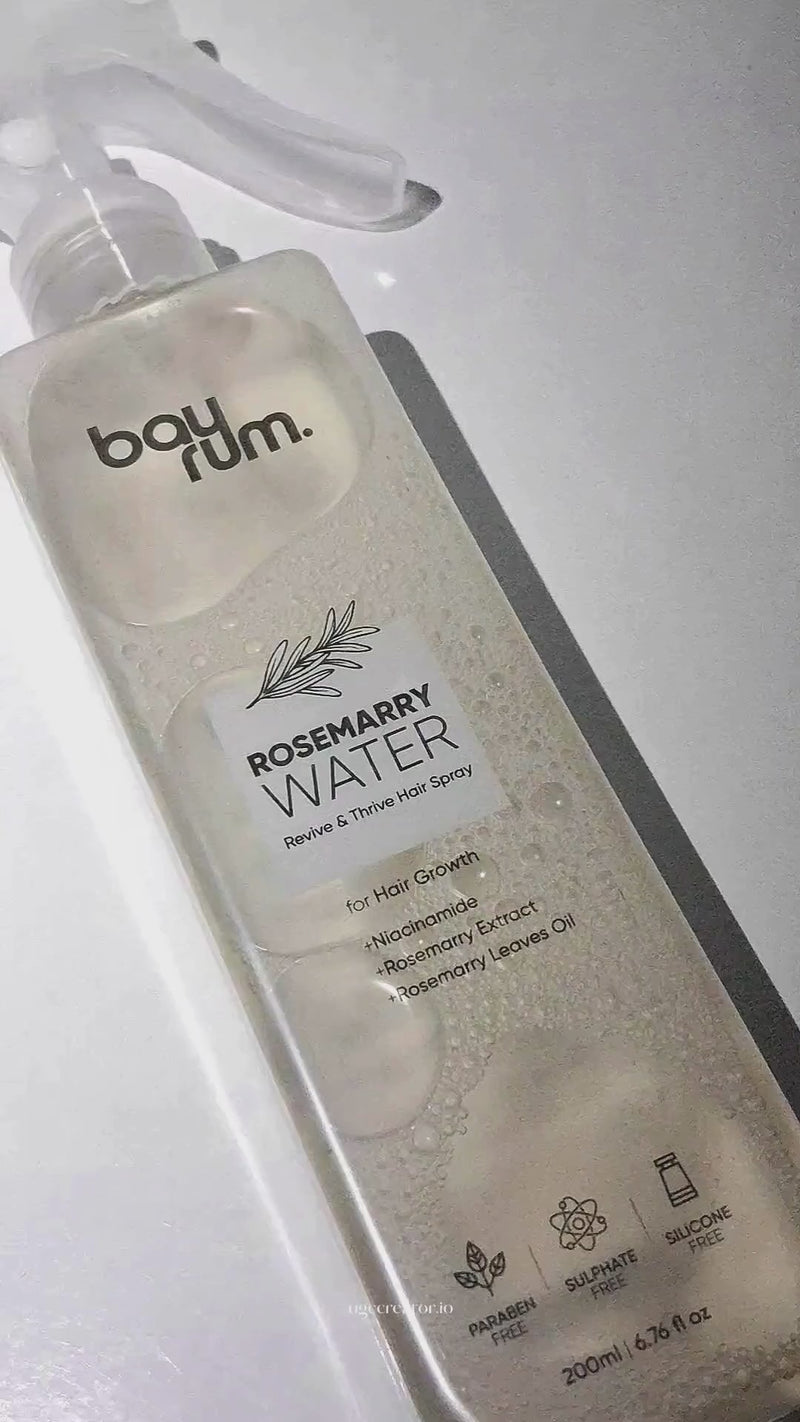 bay
rum.
ROSEMARRY
WATER
Revive & Thrive Hair Spray
for Hair Growth
+Niacinamide
+Rosemarry Extract
+Rosemarry Leaves Oil
PARABEN
FREE
SULPHATE
FREE
SILICONE
FREE
200ml | 6.76 fl oz
ugccreator.io